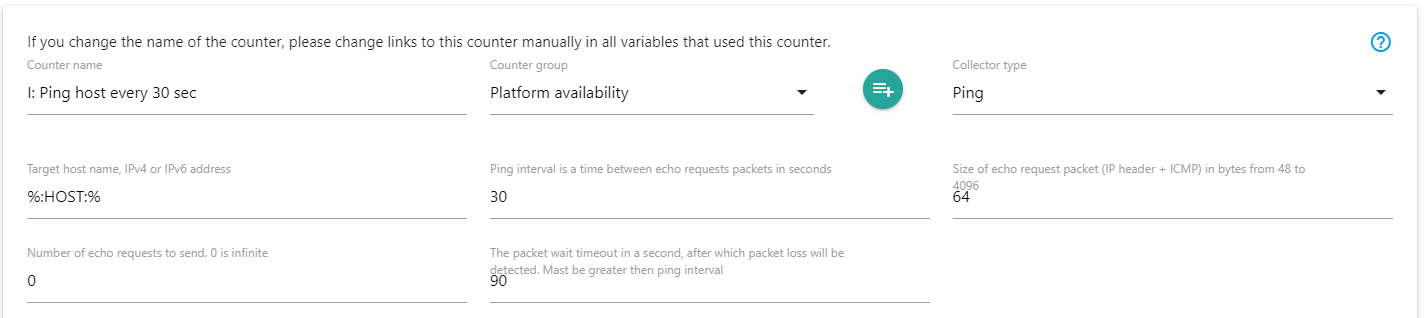 If you change the name of the counter, please change links to this counter manually in all variables that used this counter.
Counter name
Counter group
Collector type
I: Ping host every 30 sec
Platform availability
Ping
Target host name, IPv4 or IPv6 address
Ping interval is a time between echo requests packets in seconds
Size of echo request packet (IP header + ICMP) in bytes from 48 to
4096
%:HOST:%
30
64
Number of echo requests to send. 0 is infinite
The packet wait timeout in a second, after which packet loss will be
detected. Mast be greater then ping interval
0
90